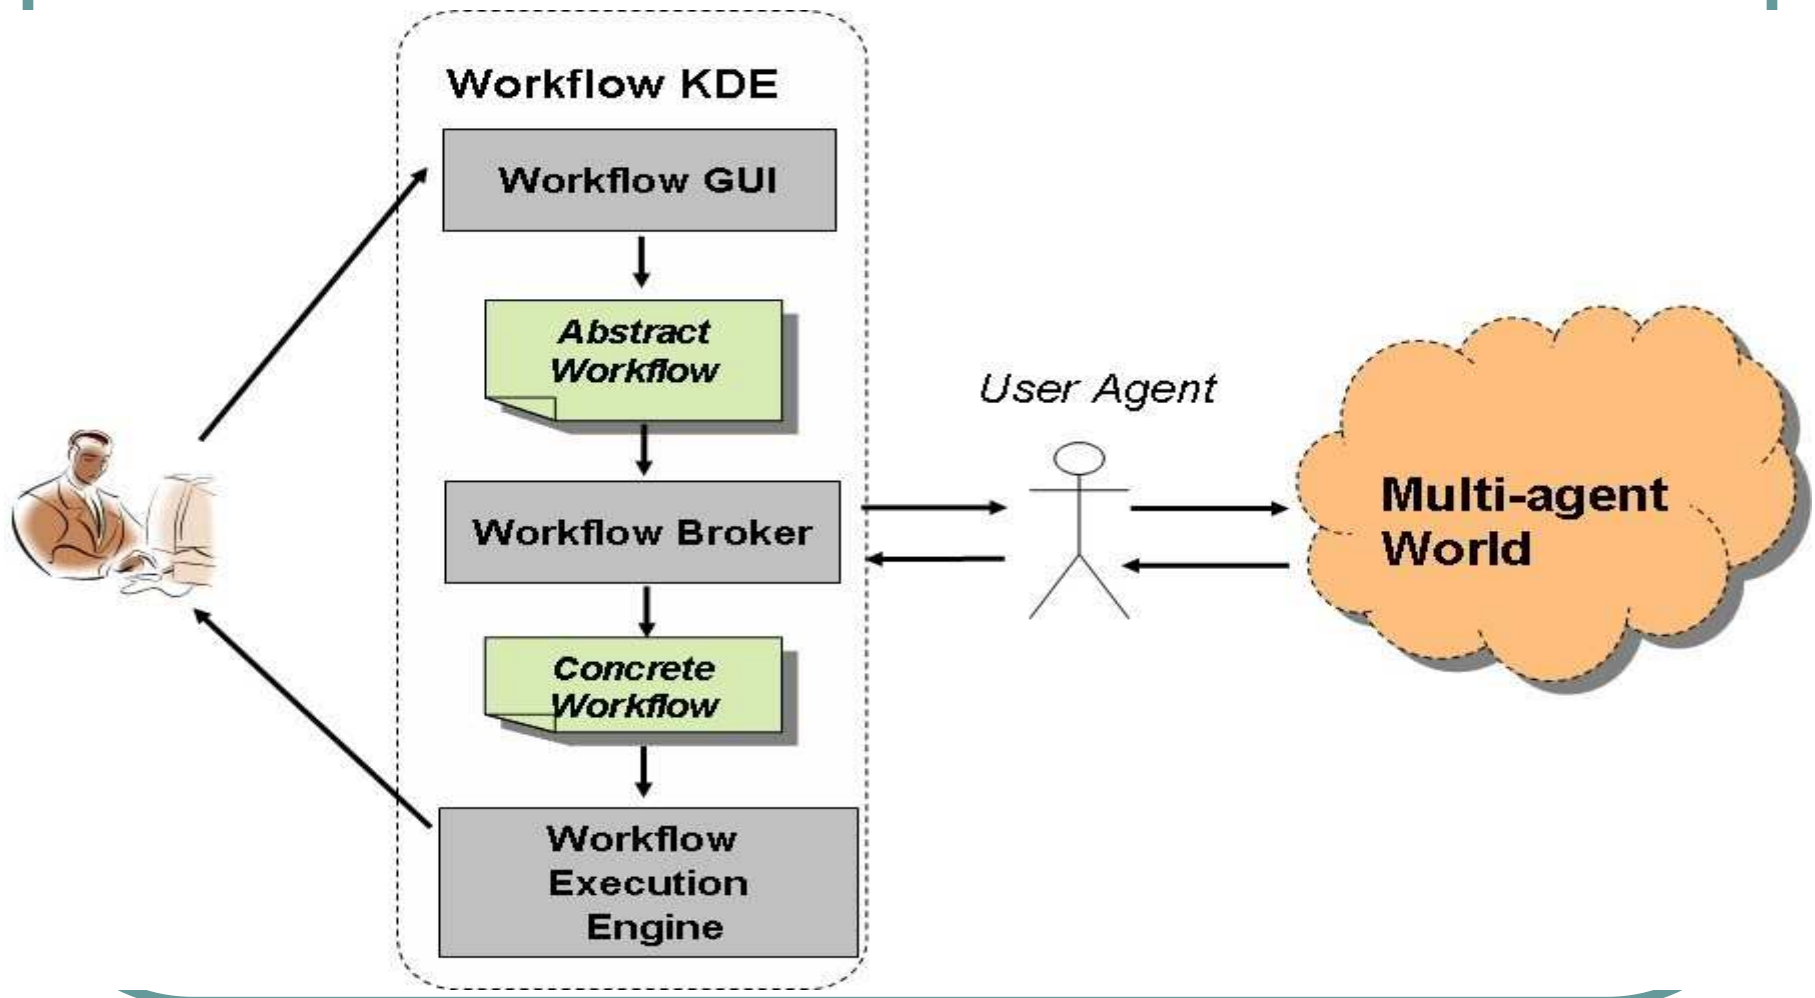 Workflow KDE
Workflow GUI
Abstract
Workflow
User Agent
Workflow Broker
Multi-agent
World
Concrete
Workflow
Workflow
Execution
Engine